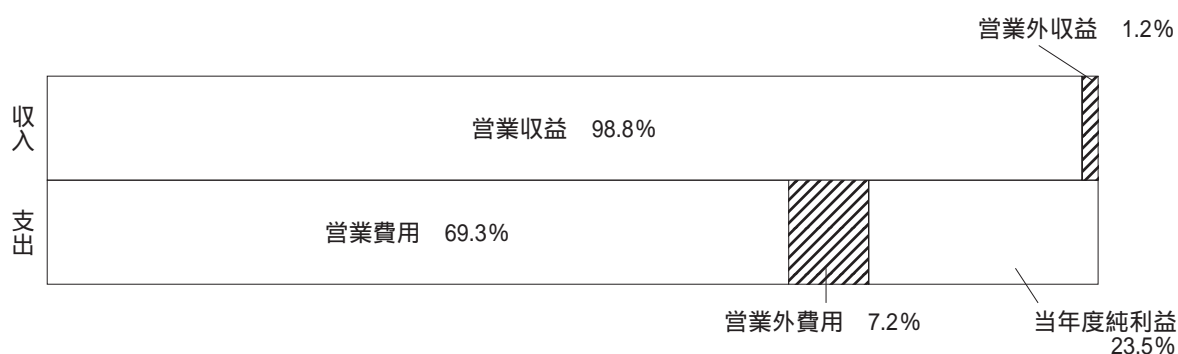 営業外収益　1.2%
収入
営業収益　98.8%
支出
営業費用　69.3%
営業外費用　7.2%
当年度純利益
23.5%